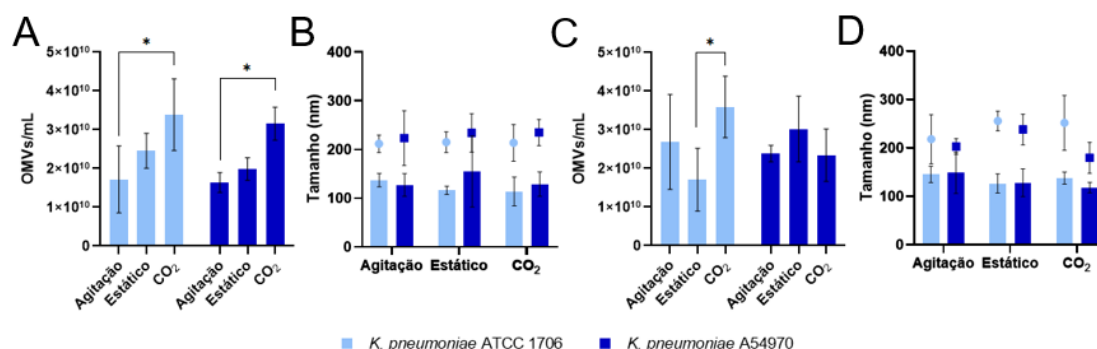 A
OMVs/mL
5×10¹⁰
4×10¹⁰
3×10¹⁰
2×10¹⁰
1×10¹⁰
0
*
*
Agitação
Estático
CO₂
Agitação
Estático
CO₂
B
Tamanho (nm)
400
300
200
100
0
Agitação Estático CO₂
C
OMVs/mL
5×10¹⁰
4×10¹⁰
3×10¹⁰
2×10¹⁰
1×10¹⁰
0
*
Agitação
Estático
CO₂
Agitação
Estático
CO₂
D
Tamanho (nm)
400
300
200
100
0
Agitação Estático CO₂
K. pneumoniae ATCC 1706 K. pneumoniae A54970